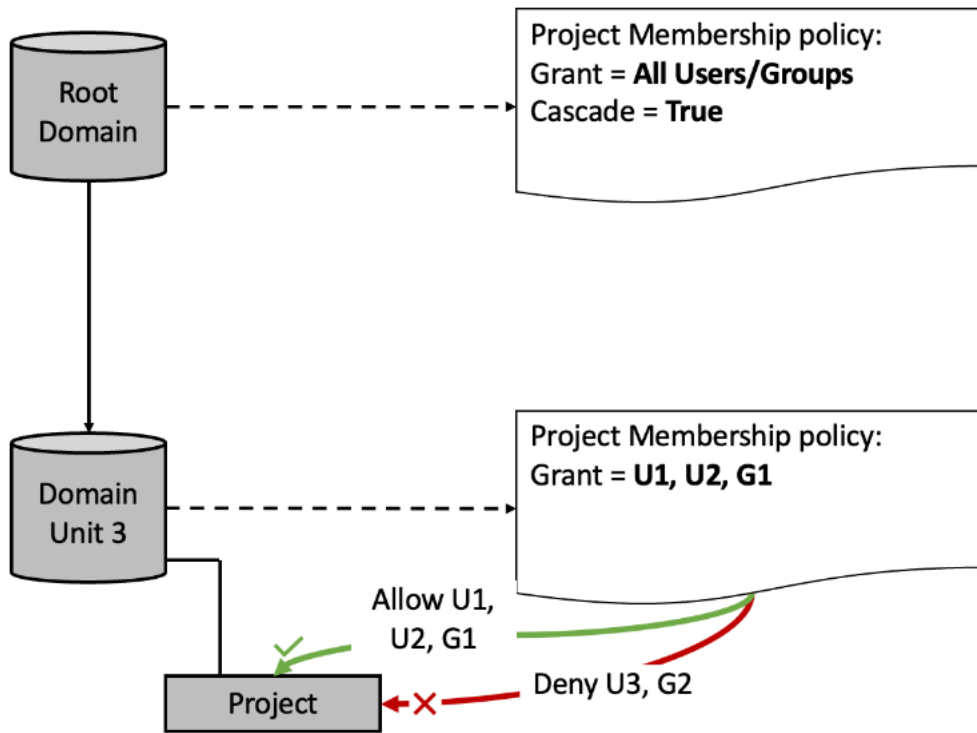 Root
Domain
Project Membership policy:
Grant = All Users/Groups
Cascade = True
Domain
Unit 3
Project Membership policy:
Grant = U1, U2, G1
Allow U1,
U2, G1
Deny U3, G2
Project